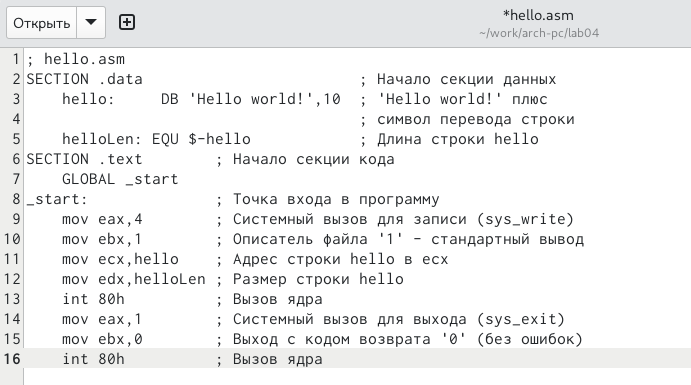 Открыть
*hello.asm
~/work/arch-pc/lab04
1 ; hello.asm
2 SECTION .data                        ; Начало секции данных
3     hello:     DB 'Hello world!',10  ; 'Hello world!' плюс
4                                      ; символ перевода строки
5     helloLen: EQU $-hello            ; Длина строки hello
6 SECTION .text        ; Начало секции кода
7     GLOBAL _start
8 _start:              ; Точка входа в программу
9     mov eax,4        ; Системный вызов для записи (sys_write)
10     mov ebx,1        ; Описатель файла '1' - стандартный вывод
11     mov ecx,hello    ; Адрес строки hello в ecx
12     mov edx,helloLen ; Размер строки hello
13     int 80h          ; Вызов ядра
14     mov eax,1        ; Системный вызов для выхода (sys_exit)
15     mov ebx,0        ; Выход с кодом возврата '0' (без ошибок)
16     int 80h          ; Вызов ядра